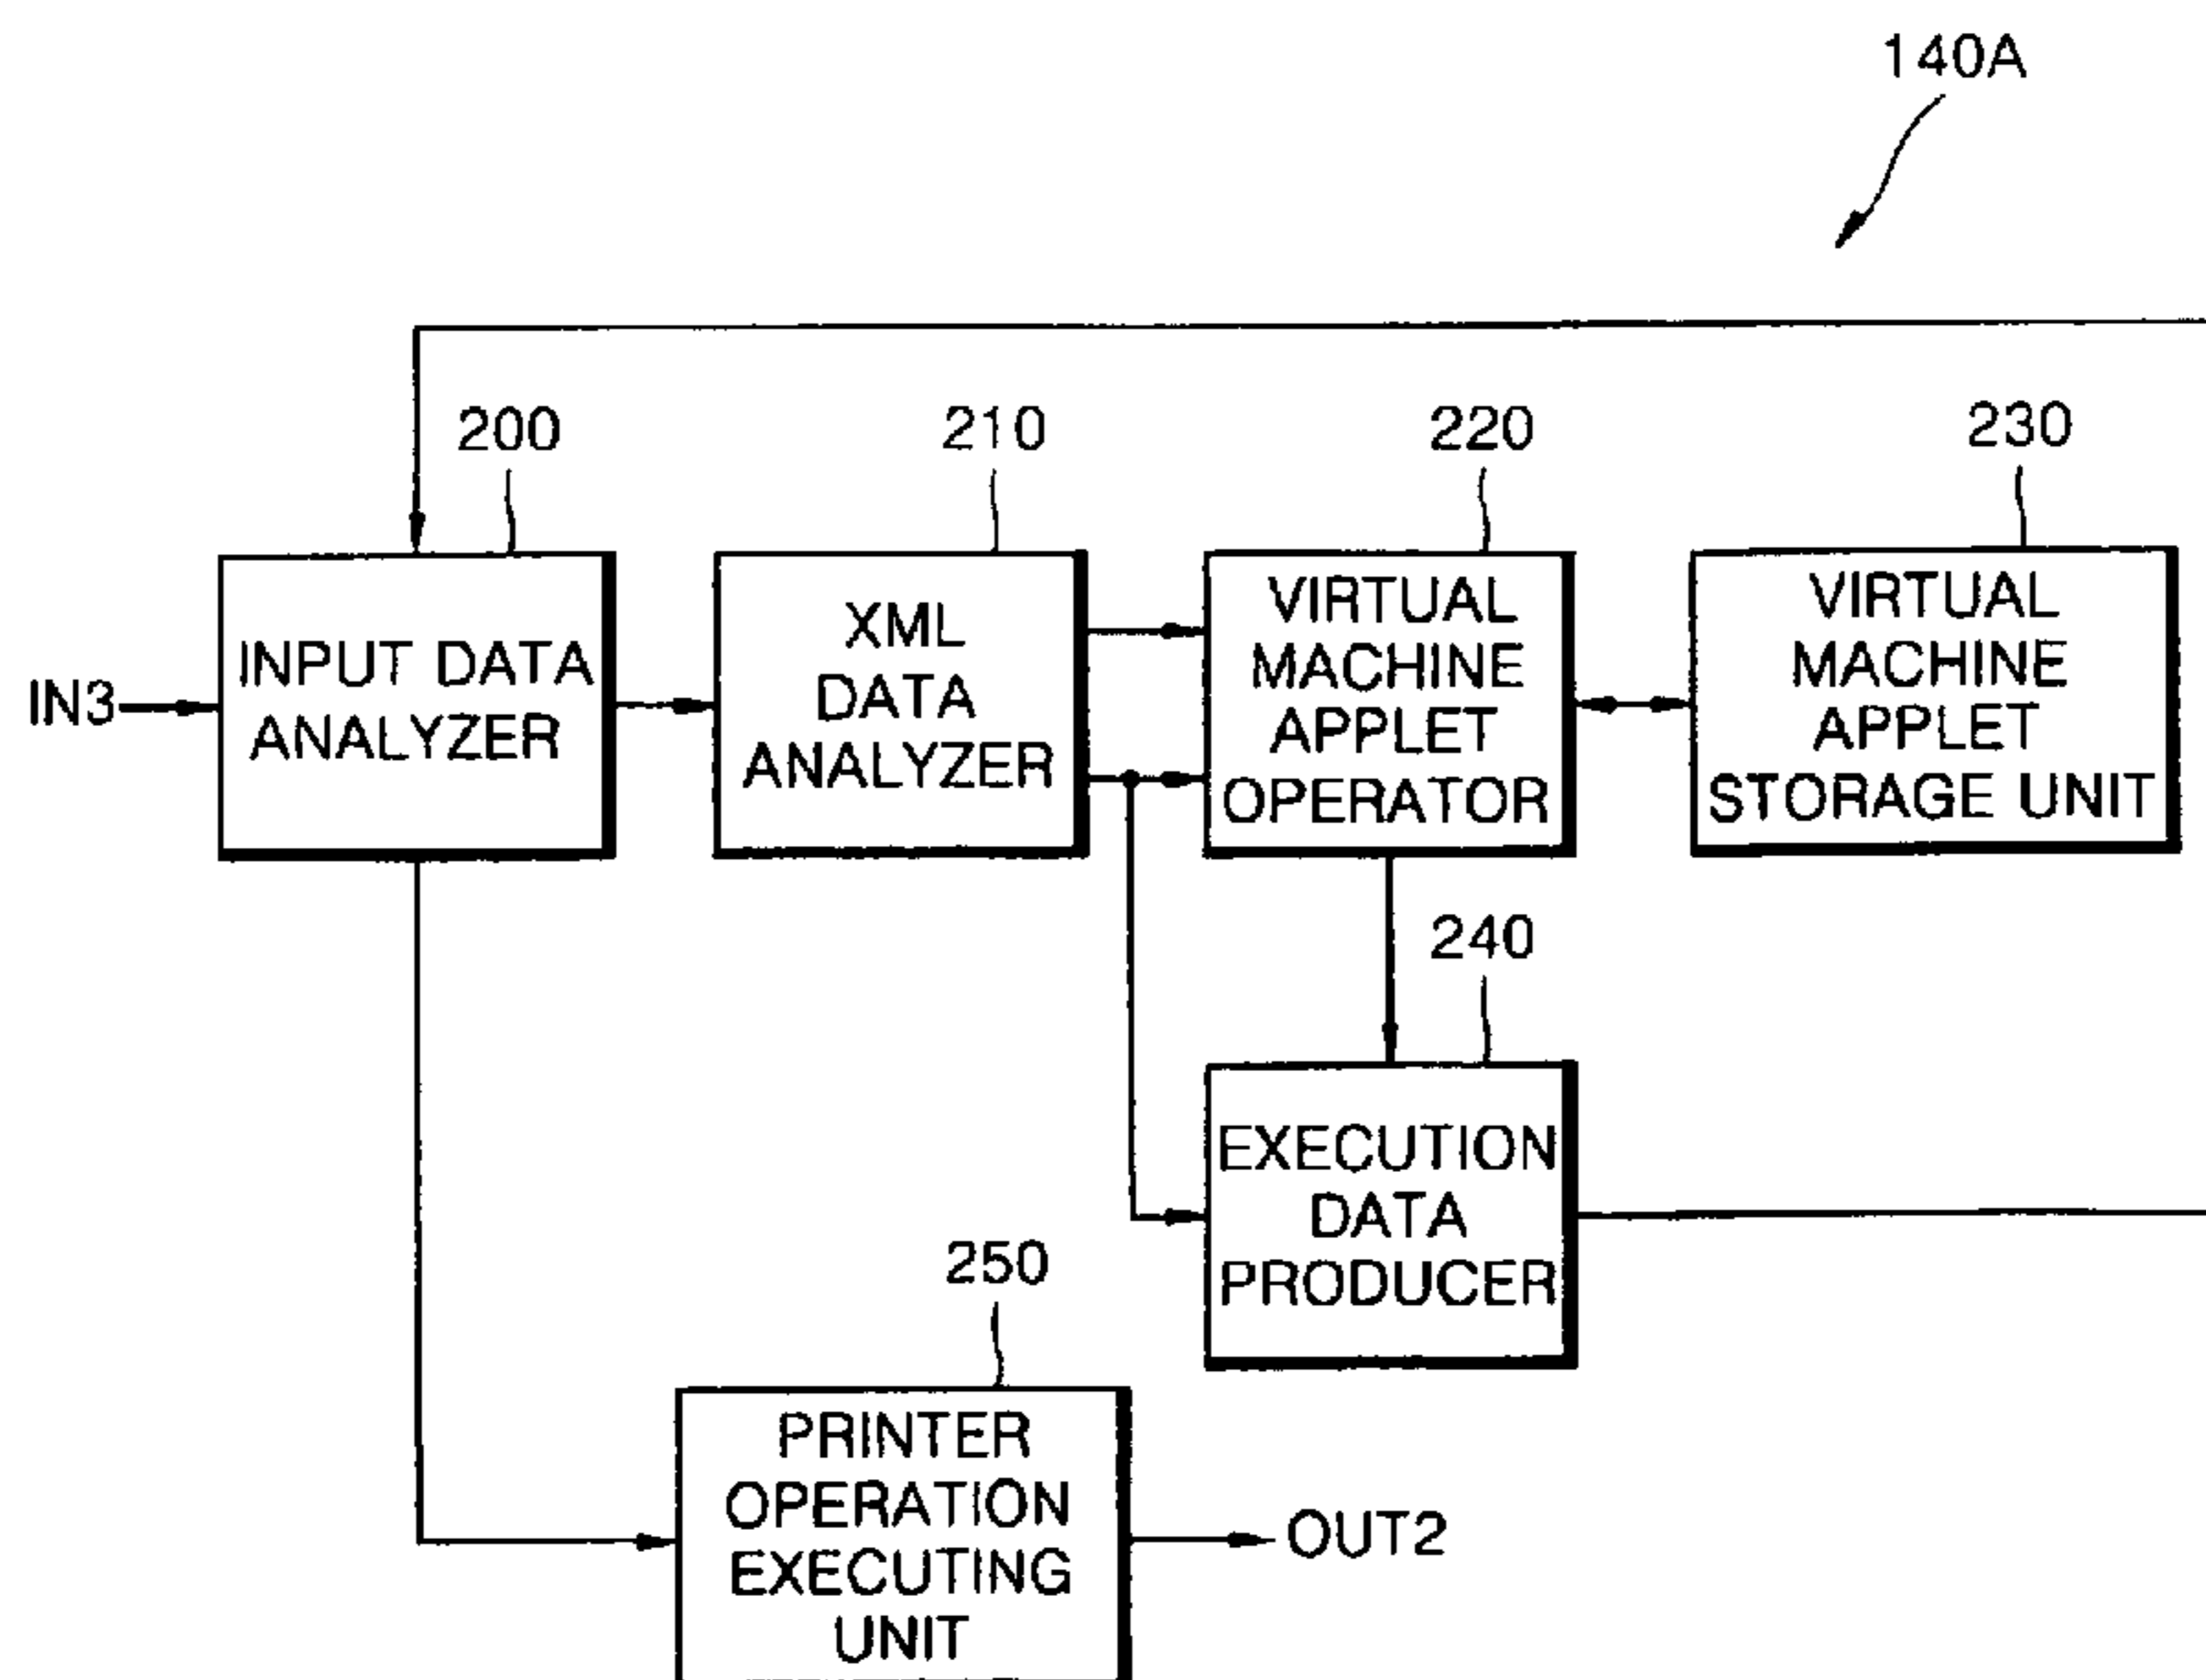 140A
200
210
220
230
IN3
INPUT DATA
ANALYZER
XML
DATA
ANALYZER
VIRTUAL
MACHINE
APPLET
OPERATOR
VIRTUAL
MACHINE
APPLET
STORAGE UNIT
240
EXECUTION
DATA
PRODUCER
250
PRINTER
OPERATION
EXECUTING
UNIT
OUT2